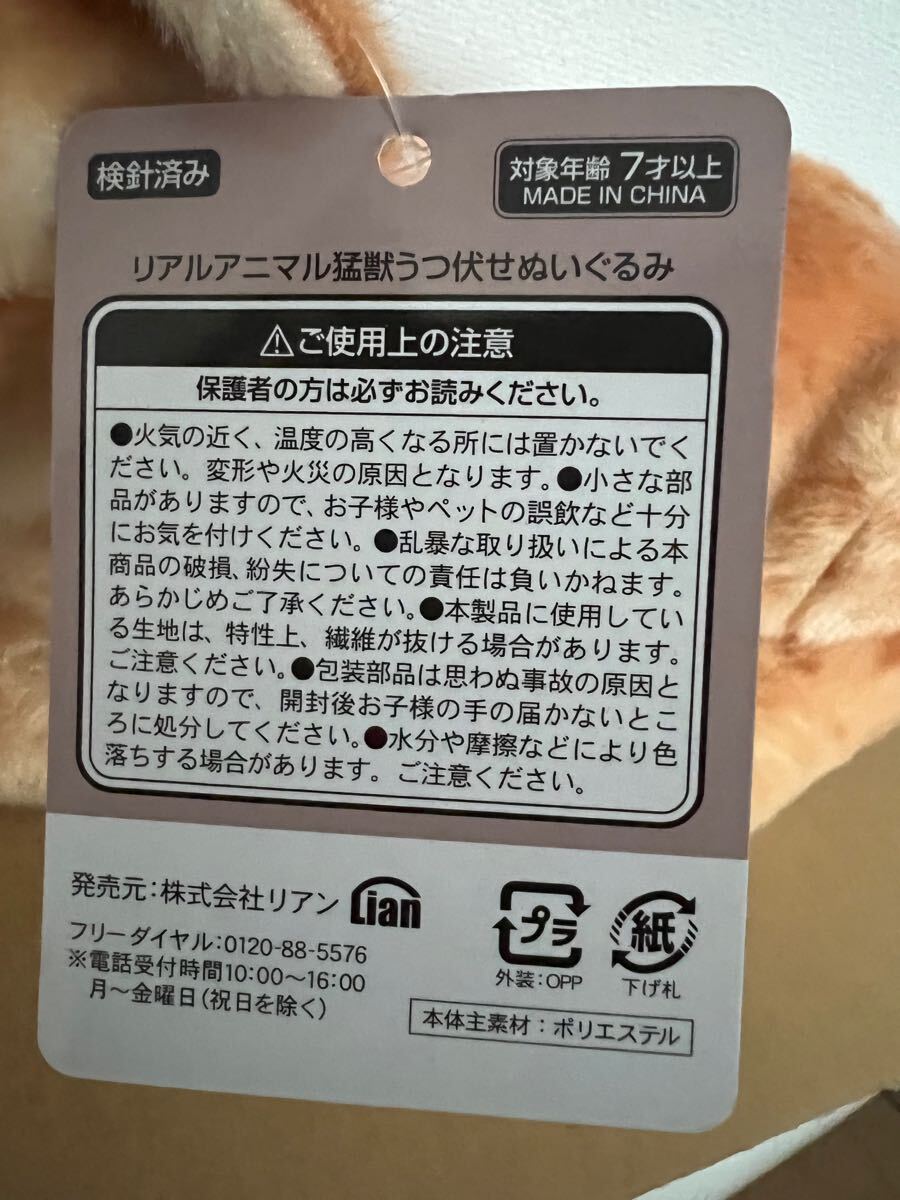 検針済み
対象年齢 7才以上
MADE IN CHINA
リアルアニマル猛獣うつ伏せぬいぐるみ
⚠ご使用上の注意
保護者の方は必ずお読みください。
●火気の近く、温度の高くなる所には置かないでく
ださい。変形や火災の原因となります。●小さな部
品がありますので、お子様やペットの誤飲など十分
にお気を付けください。●乱暴な取り扱いによる本
商品の破損、紛失についての責任は負いかねます。
あらかじめご了承ください。●本製品に使用してい
る生地は、特性上、繊維が抜ける場合があります。
ご注意ください。●包装部品は思わぬ事故の原因と
なりますので、開封後お子様の手の届かないとこ
ろに処分してください。●水分や摩擦などにより色
落ちする場合があります。ご注意ください。
発売元:株式会社リアン Lian
フリーダイヤル:0120-88-5576
※電話受付時間10:00〜16:00
月〜金曜日(祝日を除く)
プラ
外装:OPP
紙
下げ札
本体主素材:ポリエステル